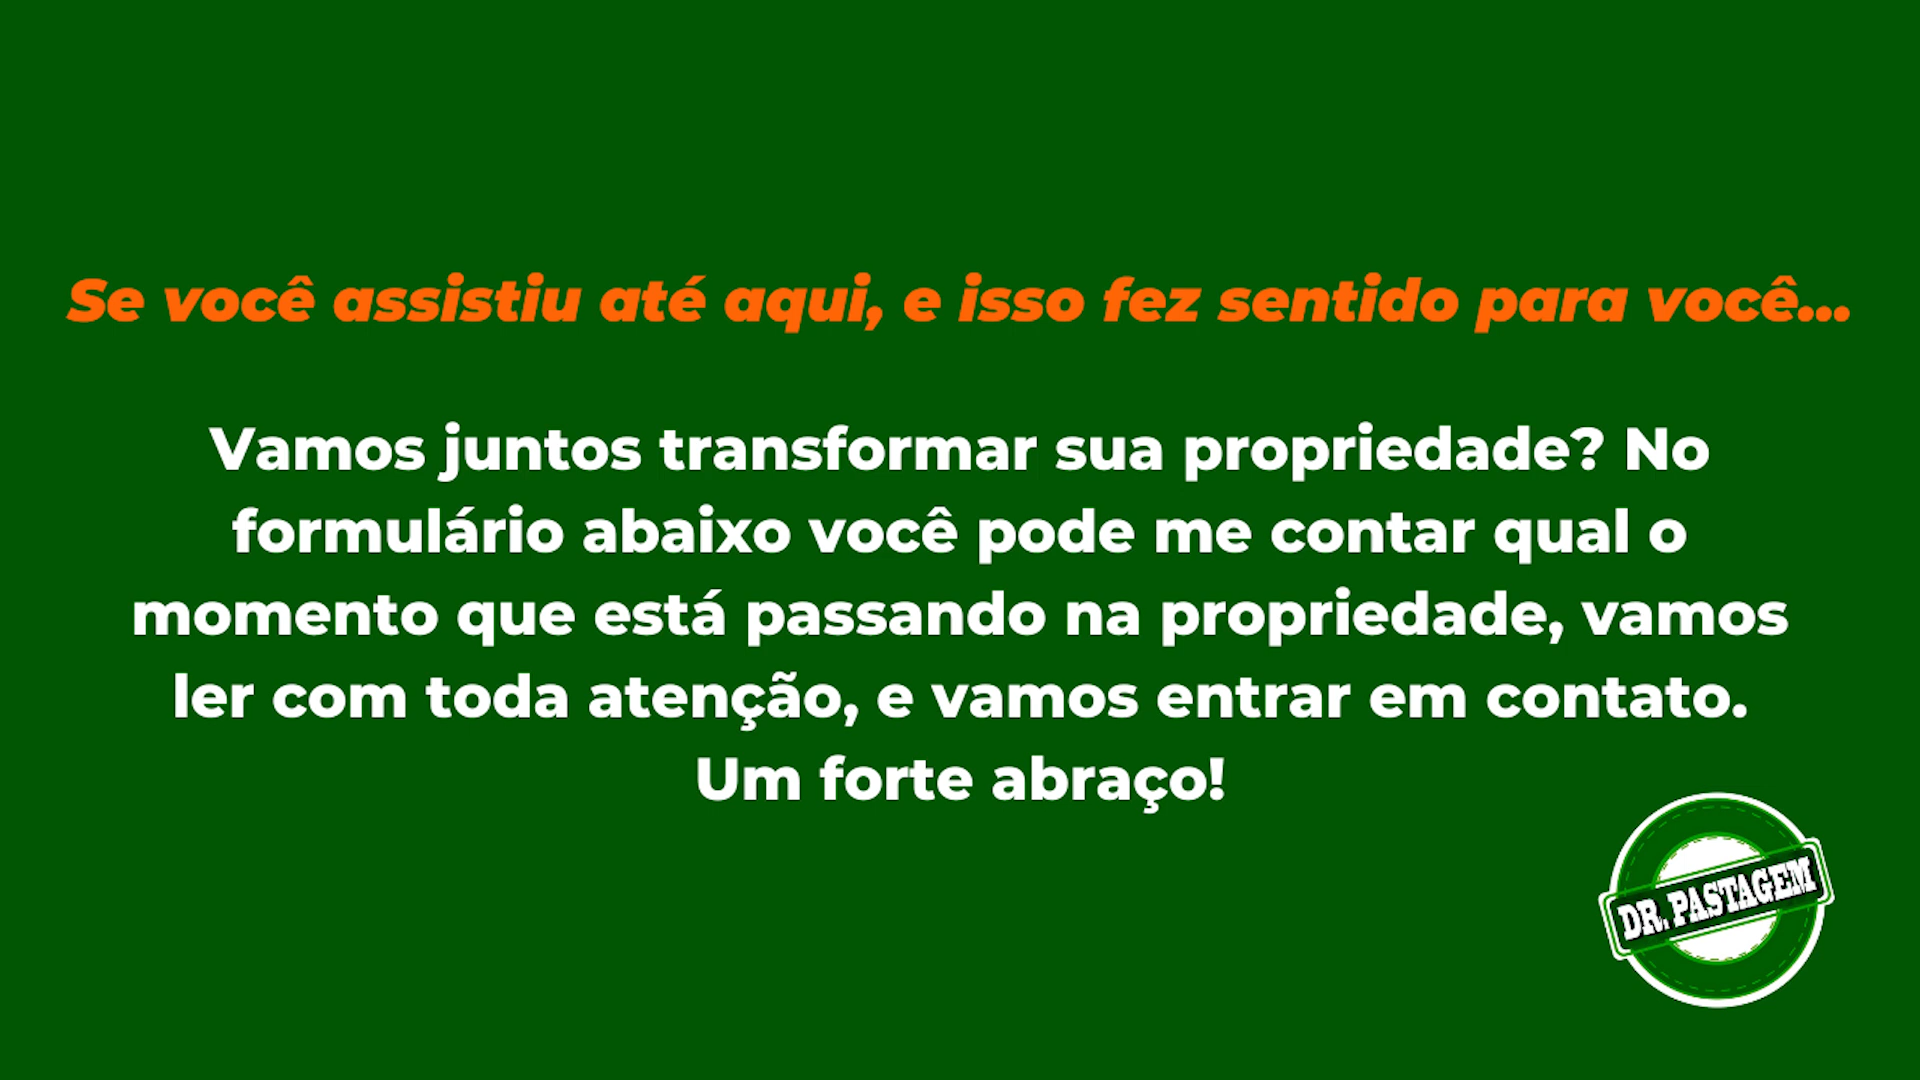 Se você assistiu até aqui, e isso fez sentido para você...
Vamos juntos transformar sua propriedade? No
formulário abaixo você pode me contar qual o
momento que está passando na propriedade, vamos
ler com toda atenção, e vamos entrar em contato.
Um forte abraço!
DR. PASTAGEM